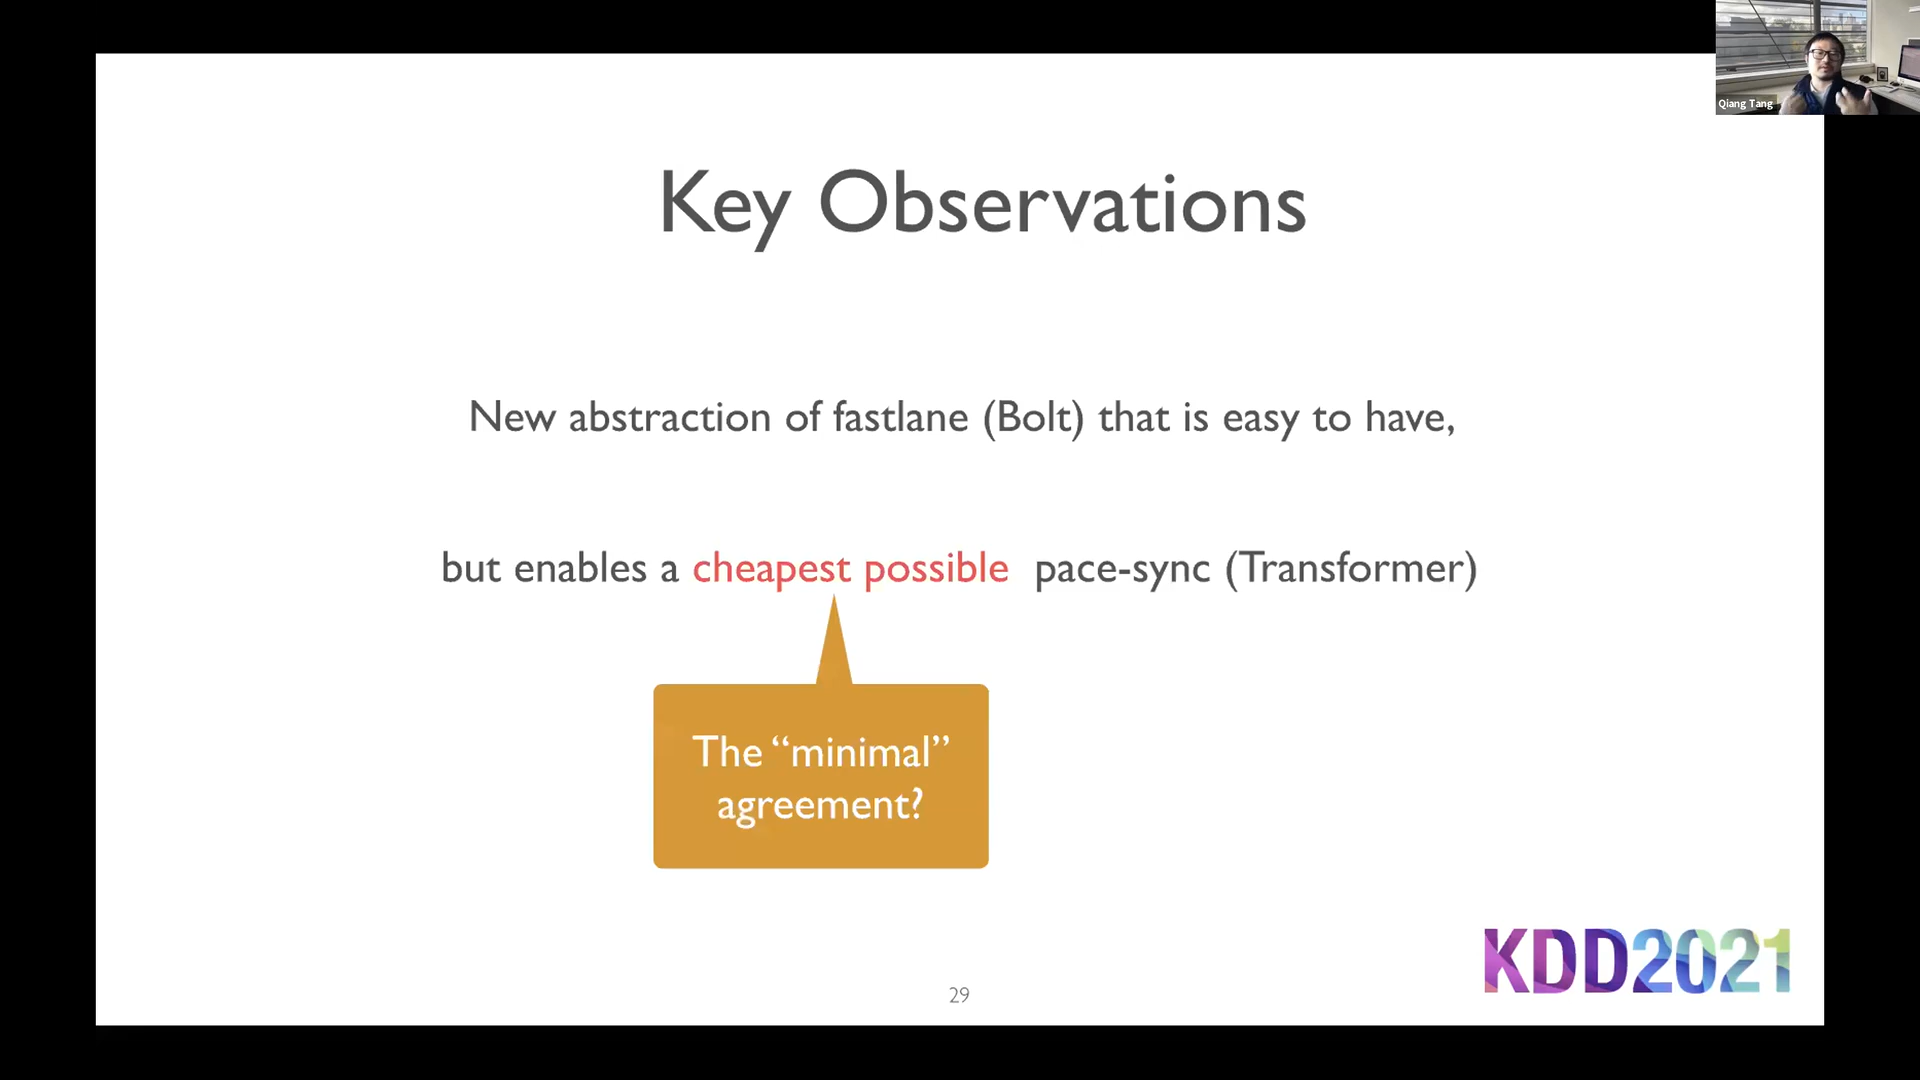 Qiang Tang
Key Observations
New abstraction of fastlane (Bolt) that is easy to have,
but enables a cheapest possible pace-sync (Transformer)
The “minimal”
agreement?
KDD2021
29